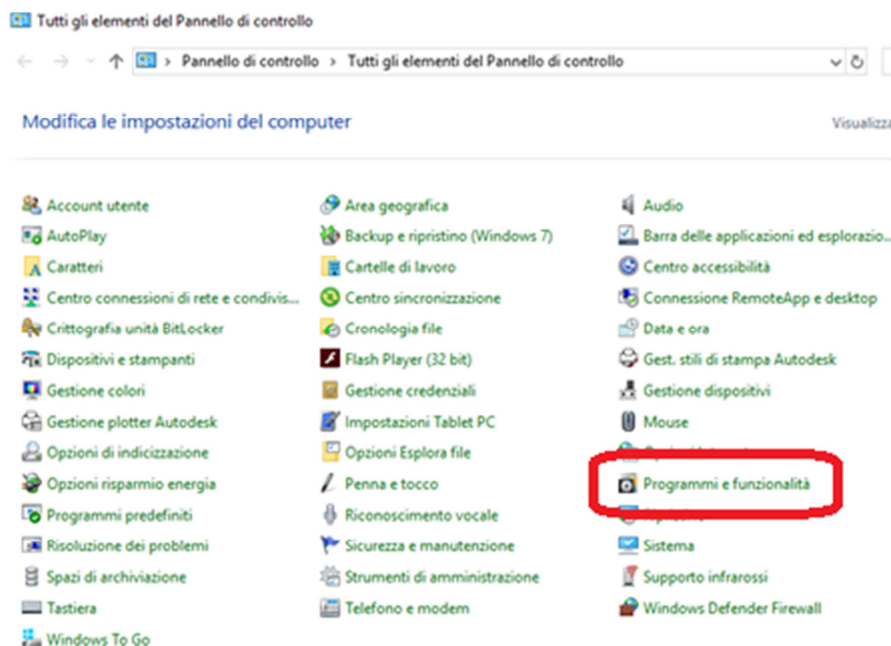 Tutti gli elementi del Pannello di controllo
Pannello di controllo > Tutti gli elementi del Pannello di controllo
Modifica le impostazioni del computer
Account utente
Area geografica
Audio
AutoPlay
Backup e ripristino (Windows 7)
Barra delle applicazioni ed esplorazio...
Caratteri
Cartelle di lavoro
Centro accessibilità
Centro connessioni di rete e condivis...
Centro sincronizzazione
Connessione RemoteApp e desktop
Crittografia unità BitLocker
Cronologia file
Data e ora
Dispositivi e stampanti
Flash Player (32 bit)
Gest. stili di stampa Autodesk
Gestione colori
Gestione credenziali
Gestione dispositivi
Gestione plotter Autodesk
Impostazioni Tablet PC
Mouse
Opzioni di indicizzazione
Opzioni Esplora file
Opzioni risparmio energia
Penna e tocco
Programmi e funzionalità
Programmi predefiniti
Riconoscimento vocale
Risoluzione dei problemi
Sicurezza e manutenzione
Sistema
Spazi di archiviazione
Strumenti di amministrazione
Supporto infrarossi
Tastiera
Telefono e modem
Windows Defender Firewall
Windows To Go